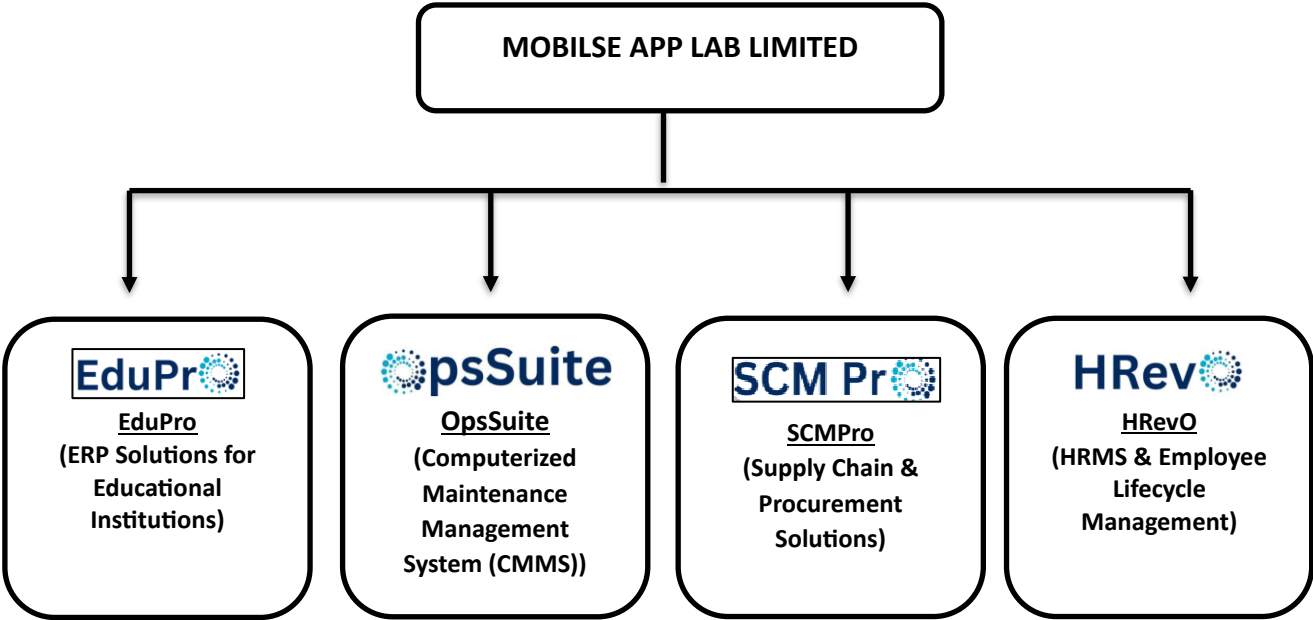 MOBILSE APP LAB LIMITED
EduPro
EduPro
(ERP Solutions for
Educational
Institutions)
OpsSuite
OpsSuite
(Computerized
Maintenance
Management
System (CMMS))
SCM Pro
SCMPro
(Supply Chain &
Procurement
Solutions)
HRevO
HRevO
(HRMS & Employee
Lifecycle
Management)